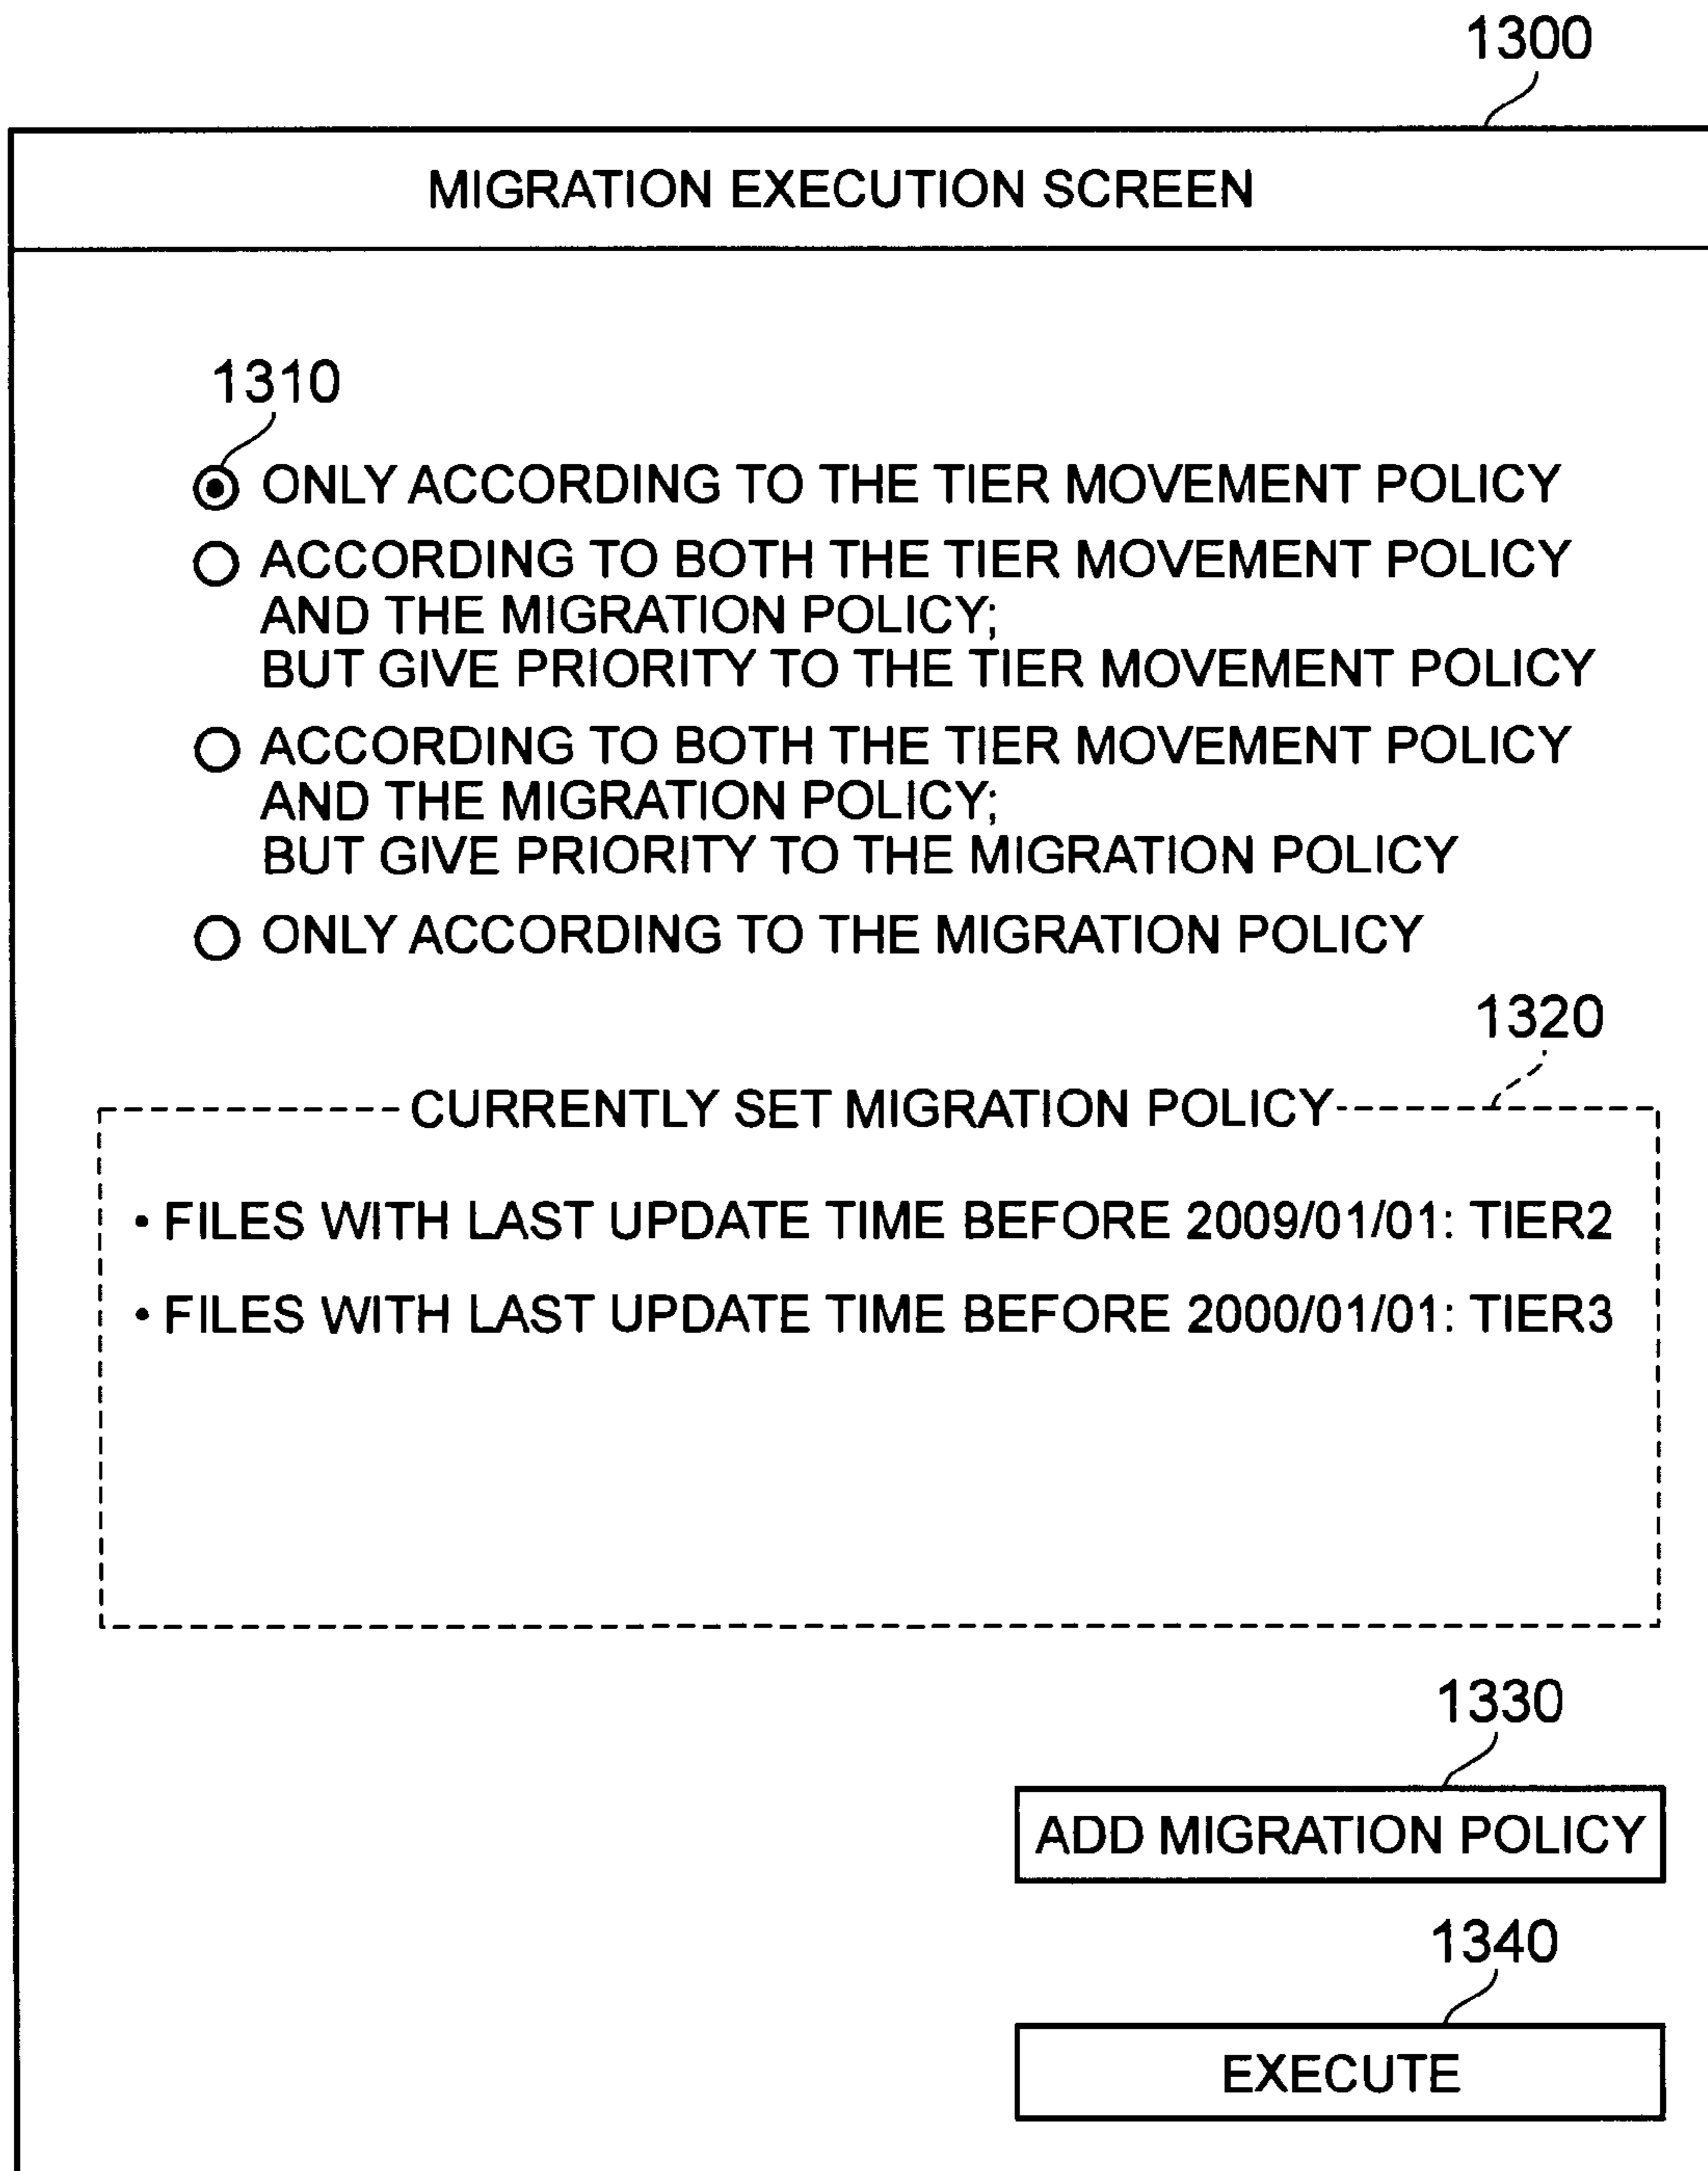 1300
MIGRATION EXECUTION SCREEN
1310
ONLY ACCORDING TO THE TIER MOVEMENT POLICY
ACCORDING TO BOTH THE TIER MOVEMENT POLICY
AND THE MIGRATION POLICY;
BUT GIVE PRIORITY TO THE TIER MOVEMENT POLICY
ACCORDING TO BOTH THE TIER MOVEMENT POLICY
AND THE MIGRATION POLICY;
BUT GIVE PRIORITY TO THE MIGRATION POLICY
ONLY ACCORDING TO THE MIGRATION POLICY
1320
CURRENTLY SET MIGRATION POLICY
• FILES WITH LAST UPDATE TIME BEFORE 2009/01/01: TIER2
• FILES WITH LAST UPDATE TIME BEFORE 2000/01/01: TIER3
1330
ADD MIGRATION POLICY
1340
EXECUTE